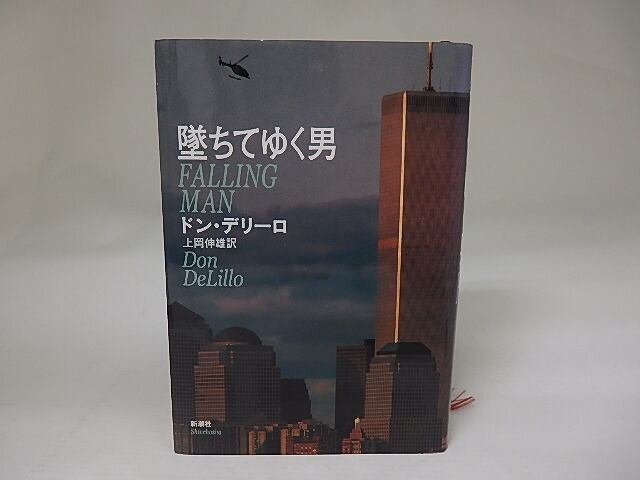 墜ちてゆく男
FALLING
MAN
ドン・デリーロ
上岡伸雄訳
Don
DeLillo
新潮社
Shinchosha